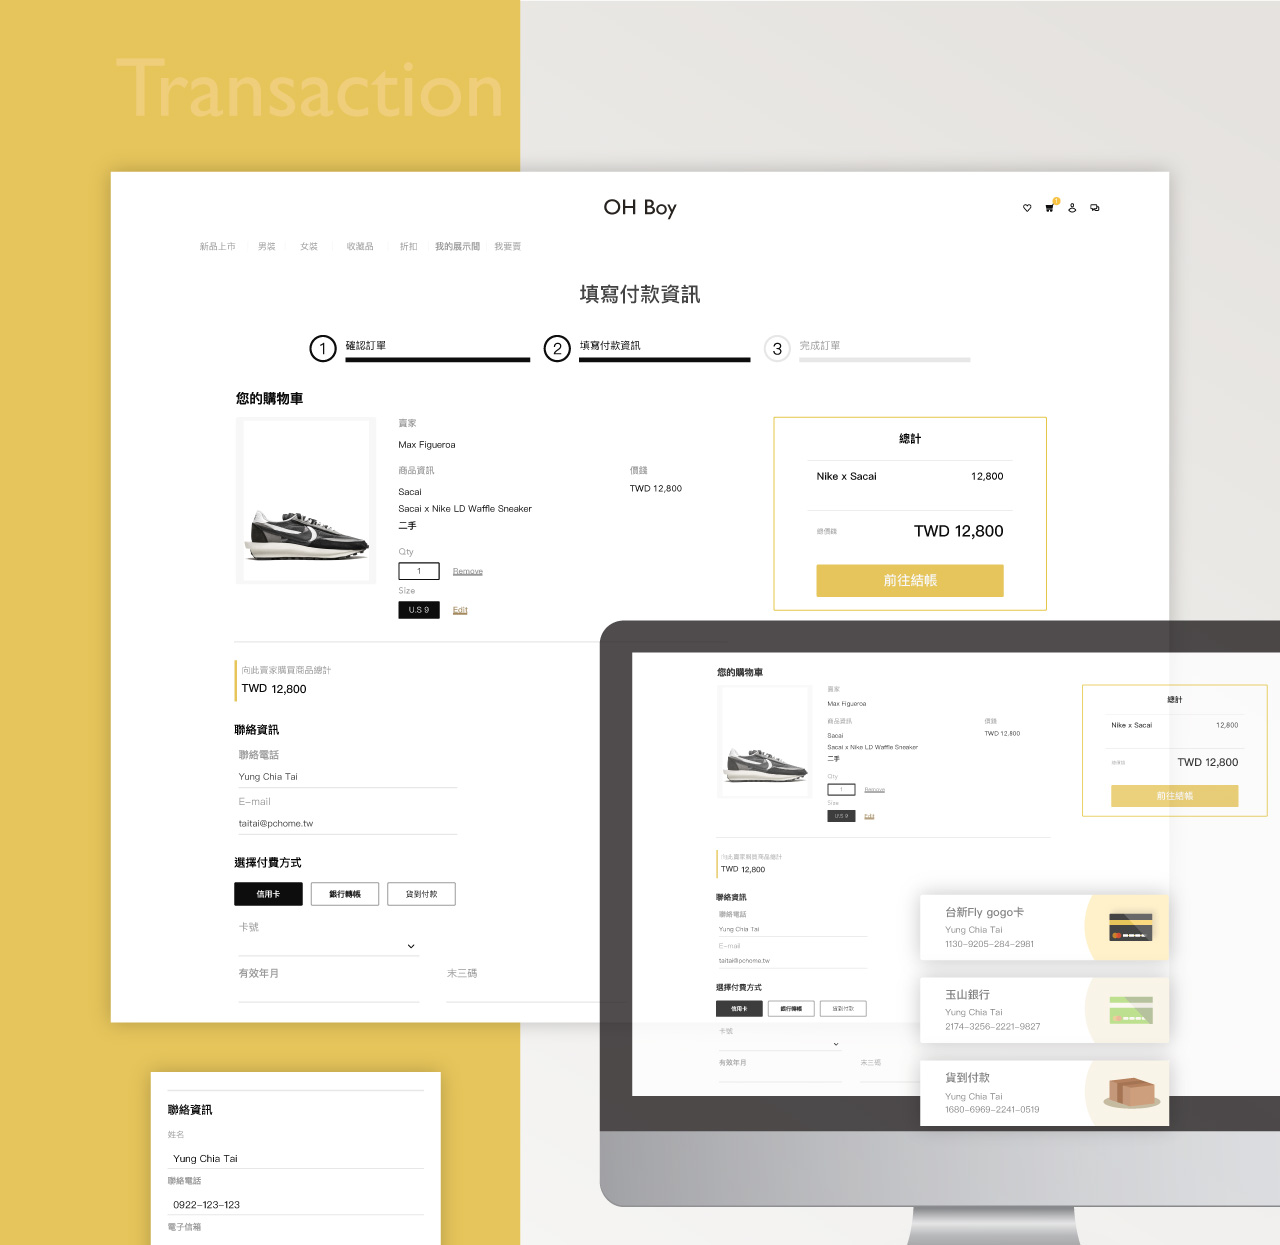 Transaction
OH Boy
1
新品上市 男裝 女裝 收藏品 折扣 我的展示間 我要賣
填寫付款資訊
1 確認訂單 2 填寫付款資訊 3 完成訂單
您的購物車
賣家
Max Figueroa
商品資訊 價錢
Sacai TWD 12,800
Sacai x Nike LD Waffle Sneaker
二手
Qty
1 Remove
Size
U.S 9 Edit
總計
Nike x Sacai 12,800
總價錢 TWD 12,800
前往結帳
向此賣家購買商品總計
TWD 12,800
聯絡資訊
聯絡電話
Yung Chia Tai
E-mail
taitai@pchome.tw
選擇付費方式
信用卡 銀行轉帳 貨到付款
卡號
有效年月 末三碼
您的購物車
賣家
Max Figueroa
商品資訊 價錢
Sacai TWD 12,800
Sacai x Nike LD Waffle Sneaker
二手
Qty
1 Remove
Size
U.S 9 Edit
總計
Nike x Sacai 12,800
總價錢 TWD 12,800
前往結帳
向此賣家購買商品總計
TWD 12,800
聯絡資訊
聯絡電話
Yung Chia Tai
E-mail
taitai@pchome.tw
選擇付費方式
信用卡 銀行轉帳 貨到付款
卡號
有效年月 末三碼
台新Fly gogo卡
Yung Chia Tai
1130-9205-284-2981
玉山銀行
Yung Chia Tai
2174-3256-2221-9827
貨到付款
Yung Chia Tai
1680-6969-2241-0519
聯絡資訊
姓名
Yung Chia Tai
聯絡電話
0922-123-123
電子信箱